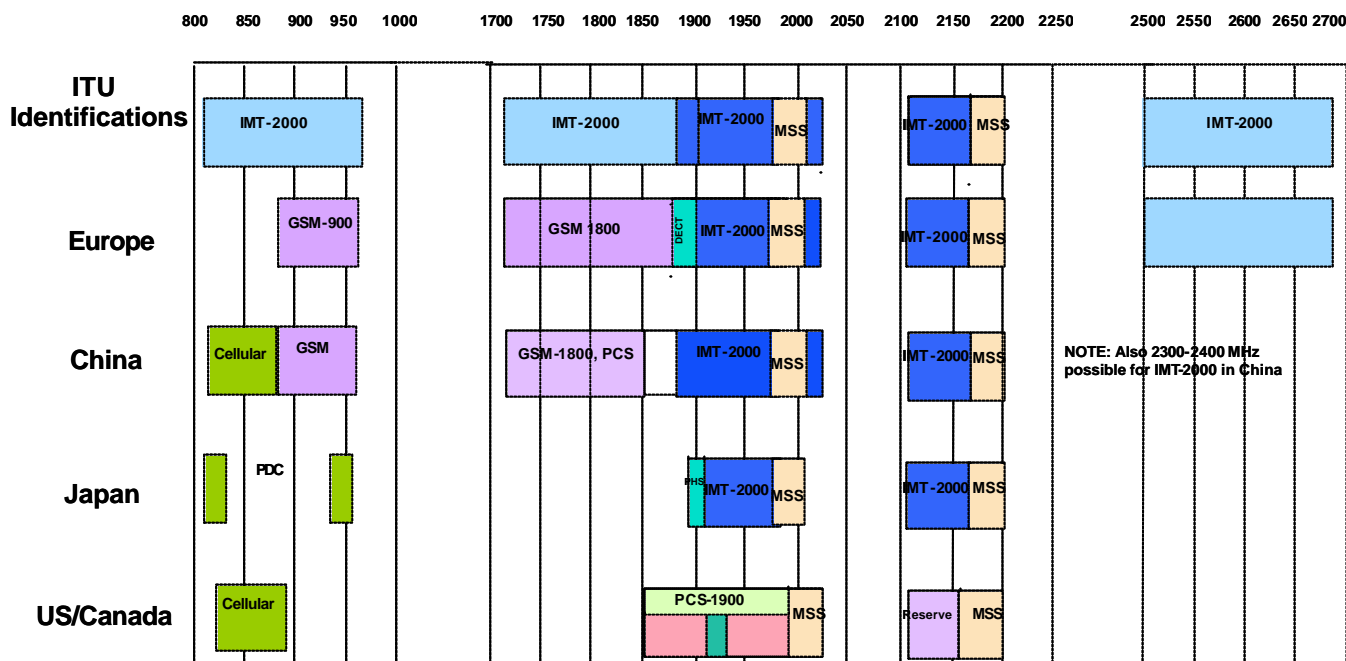 800 850 900 950 1000 1700 1750 1800 1850 1900 1950 2000 2050 2100 2150 2200 2250 2500 2550 2600 2650 2700
ITU
Identifications
IMT-2000
IMT-2000
IMT-2000
MSS
IMT-2000
MSS
IMT-2000
Europe
GSM-900
GSM 1800
DECT
IMT-2000
MSS
IMT-2000
MSS
China
Cellular
GSM
GSM-1800, PCS
IMT-2000
MSS
IMT-2000
MSS
NOTE: Also 2300-2400 MHz
possible for IMT-2000 in China
Japan
PDC
PHS
IMT-2000
MSS
IMT-2000
MSS
US/Canada
Cellular
PCS-1900
MSS
Reserve
MSS